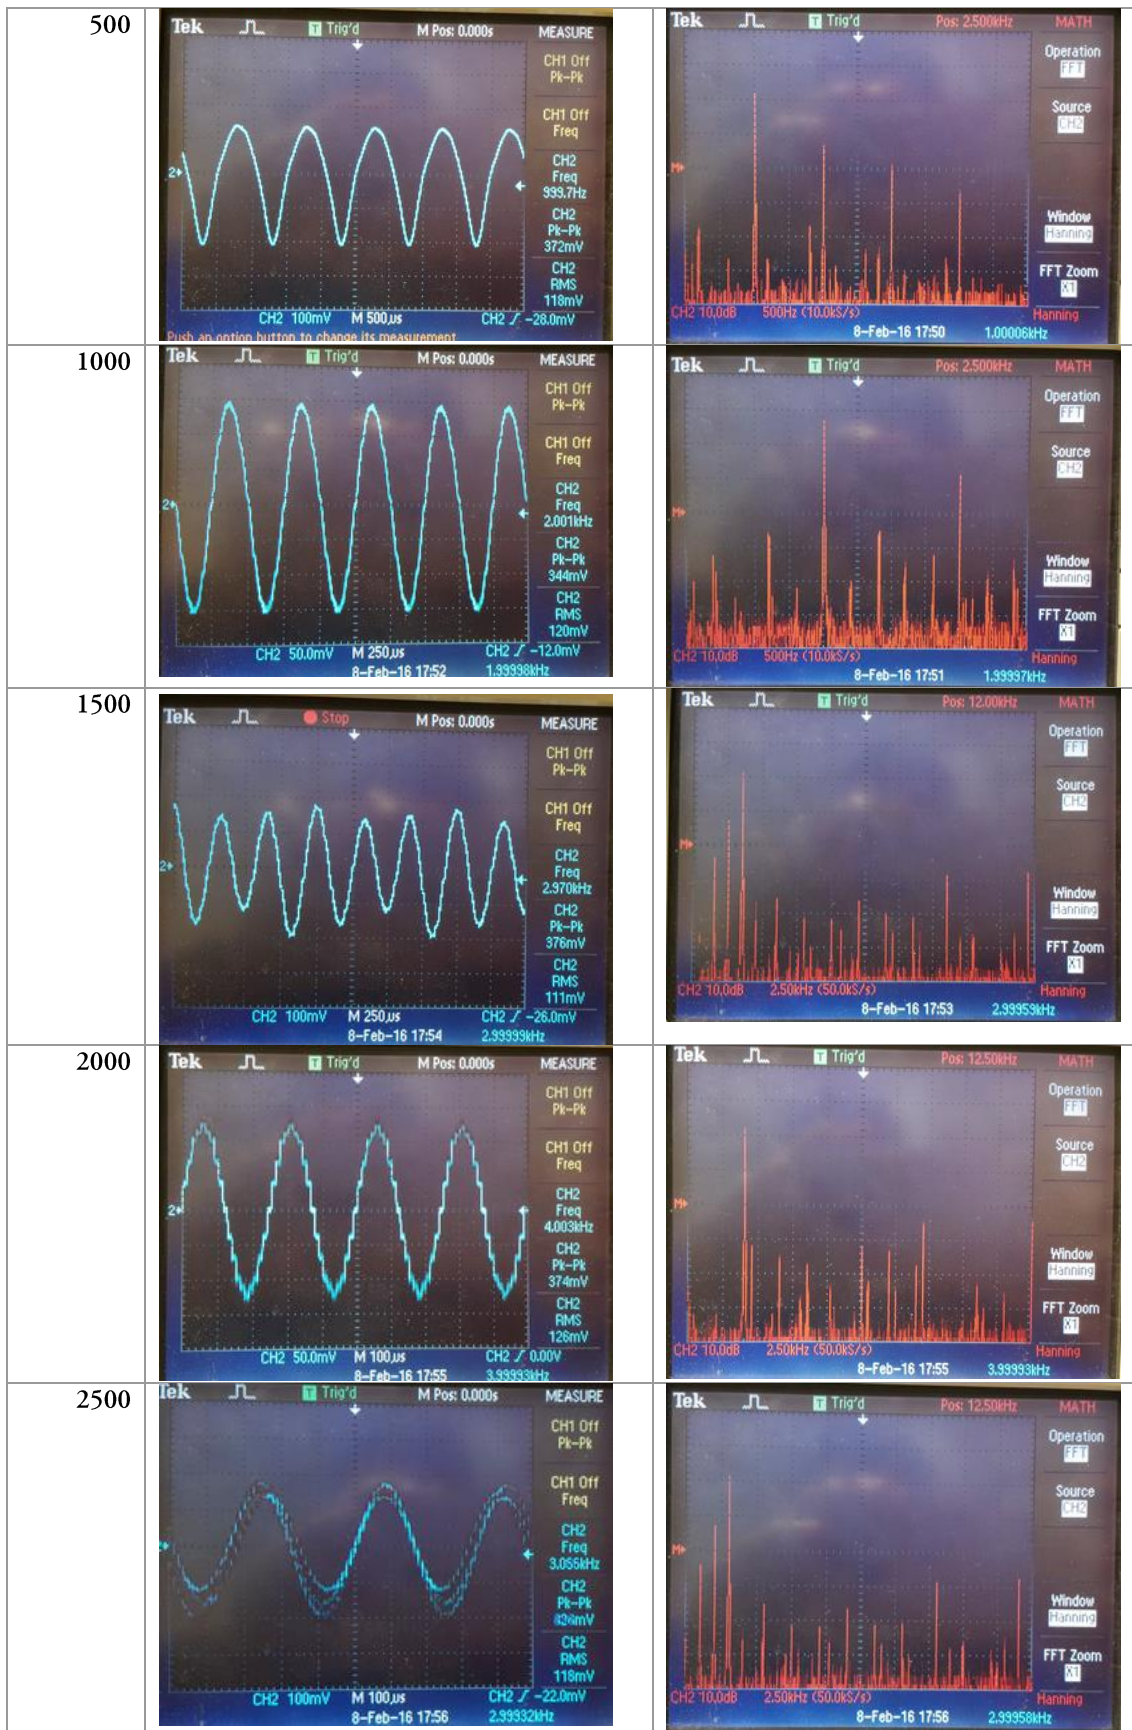 500
Tek T Trig'd M Pos: 0.000s MEASURE
CH1 Off
Pk-Pk
CH1 Off
Freq
CH2
Freq
999.7Hz
CH2
Pk-Pk
372mV
CH2
RMS
118mV
2
CH2 100mV M 500µs CH2 -28.0mV
Push an option button to change its measurement
Tek T Trig'd Pos: 2.500kHz MATH
Operation
FFT
Source
CH2
M
Window
Hanning
FFT Zoom
X1
CH2 10.0dB 500Hz (10.0kS/s) Hanning
8-Feb-16 17:50 1.00006kHz
1000
Tek T Trig'd M Pos: 0.000s MEASURE
CH1 Off
Pk-Pk
CH1 Off
Freq
CH2
Freq
2.001kHz
CH2
Pk-Pk
344mV
CH2
RMS
120mV
2
CH2 50.0mV M 250µs CH2 -12.0mV
8-Feb-16 17:52 1.99998kHz
Tek T Trig'd Pos: 2.500kHz MATH
Operation
FFT
Source
CH2
M
Window
Hanning
FFT Zoom
X1
CH2 10.0dB 500Hz (10.0kS/s) Hanning
8-Feb-16 17:51 1.99997kHz
1500
Tek Stop M Pos: 0.000s MEASURE
CH1 Off
Pk-Pk
CH1 Off
Freq
CH2
Freq
2.970kHz
CH2
Pk-Pk
376mV
CH2
RMS
111mV
2
CH2 100mV M 250µs CH2 -26.0mV
8-Feb-16 17:54 2.99999kHz
Tek T Trig'd Pos: 12.00kHz MATH
Operation
FFT
Source
CH2
M
Window
Hanning
FFT Zoom
X1
CH2 10.0dB 2.50kHz (50.0kS/s) Hanning
8-Feb-16 17:53 2.99959kHz
2000
Tek T Trig'd M Pos: 0.000s MEASURE
CH1 Off
Pk-Pk
CH1 Off
Freq
CH2
Freq
4.003kHz
CH2
Pk-Pk
374mV
CH2
RMS
126mV
2
CH2 50.0mV M 100µs CH2 0.00V
8-Feb-16 17:55 3.99993kHz
Tek T Trig'd Pos: 12.50kHz MATH
Operation
FFT
Source
CH2
M
Window
Hanning
FFT Zoom
X1
CH2 10.0dB 2.50kHz (50.0kS/s) Hanning
8-Feb-16 17:55 3.99993kHz
2500
Tek T Trig'd M Pos: 0.000s MEASURE
CH1 Off
Pk-Pk
CH1 Off
Freq
CH2
Freq
3.055kHz
CH2
Pk-Pk
CH2
RMS
118mV
CH2 100mV M 100µs CH2 -22.0mV
8-Feb-16 17:56 2.99932kHz
Tek T Trig'd Pos: 12.50kHz MATH
Operation
FFT
Source
CH2
M
Window
Hanning
FFT Zoom
X1
CH2 10.0dB 2.50kHz (50.0kS/s) Hanning
8-Feb-16 17:56 2.99958kHz